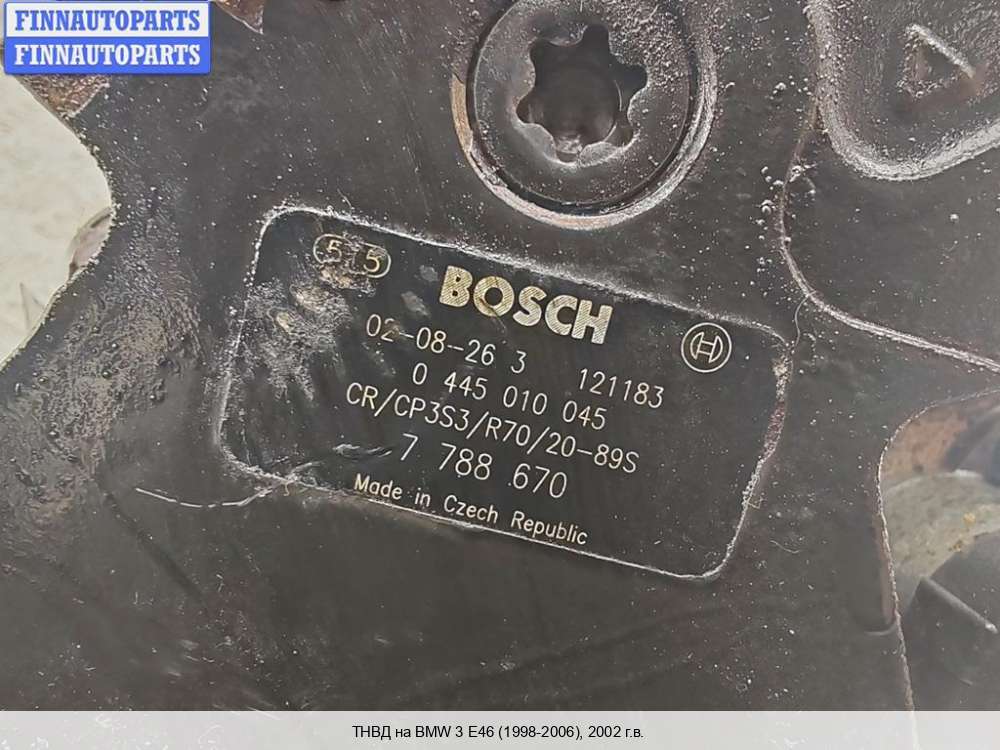 FINNAUTOPARTS
FINNAUTOPARTS
515
BOSCH
02-08-26 3 121183
0 445 010 045
CR/CP3S3/R70/20-89S
7 788 670
Made in Czech Republic
ТНВД на BMW 3 E46 (1998-2006), 2002 г.в.